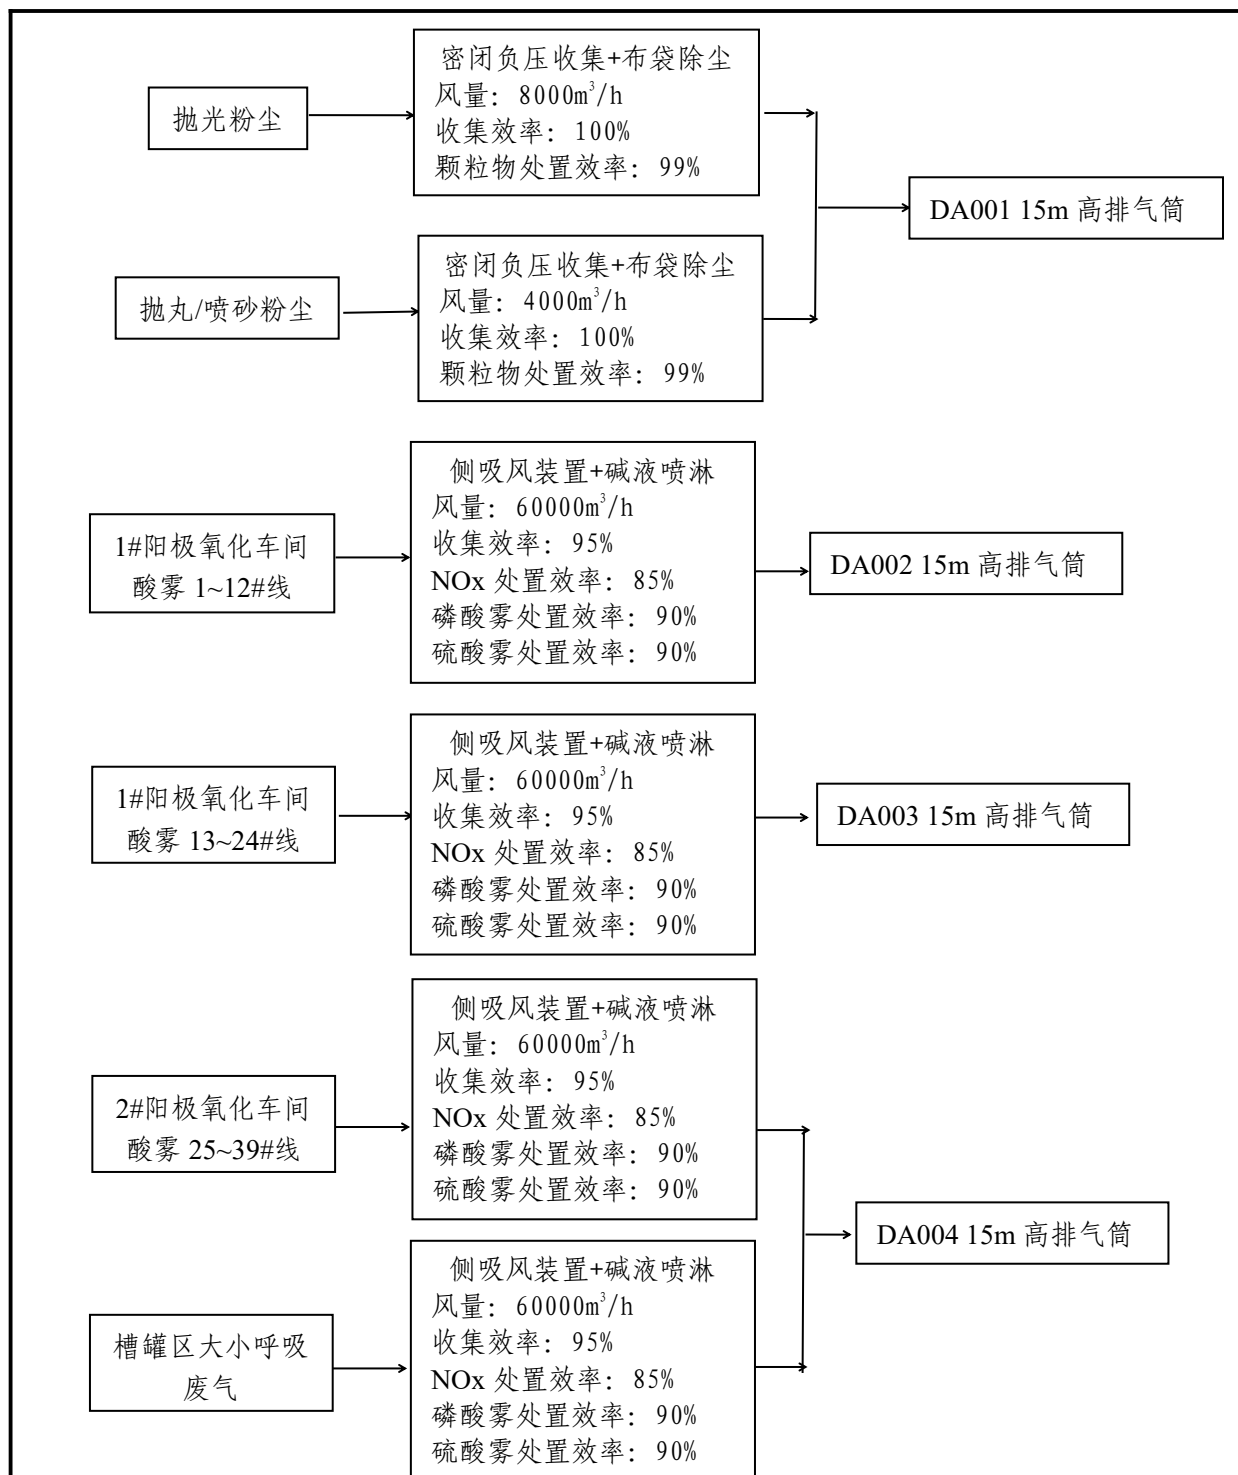 抛光粉尘
密闭负压收集+布袋除尘
风量：8000m³/h
收集效率：100%
颗粒物处置效率：99%
DA001 15m 高排气筒
抛丸/喷砂粉尘
密闭负压收集+布袋除尘
风量：4000m³/h
收集效率：100%
颗粒物处置效率：99%
1#阳极氧化车间
酸雾 1~12#线
侧吸风装置+碱液喷淋
风量：60000m³/h
收集效率：95%
NOx 处置效率：85%
磷酸雾处置效率：90%
硫酸雾处置效率：90%
DA002 15m 高排气筒
1#阳极氧化车间
酸雾 13~24#线
侧吸风装置+碱液喷淋
风量：60000m³/h
收集效率：95%
NOx 处置效率：85%
磷酸雾处置效率：90%
硫酸雾处置效率：90%
DA003 15m 高排气筒
2#阳极氧化车间
酸雾 25~39#线
侧吸风装置+碱液喷淋
风量：60000m³/h
收集效率：95%
NOx 处置效率：85%
磷酸雾处置效率：90%
硫酸雾处置效率：90%
DA004 15m 高排气筒
槽罐区大小呼吸
废气
侧吸风装置+碱液喷淋
风量：60000m³/h
收集效率：95%
NOx 处置效率：85%
磷酸雾处置效率：90%
硫酸雾处置效率：90%